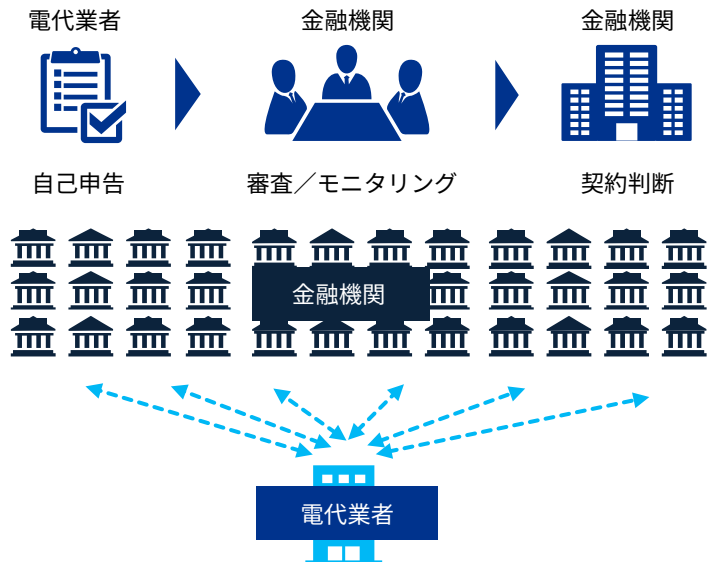 電代業者
金融機関
金融機関
自己申告
審査／モニタリング
契約判断
金融機関
電代業者